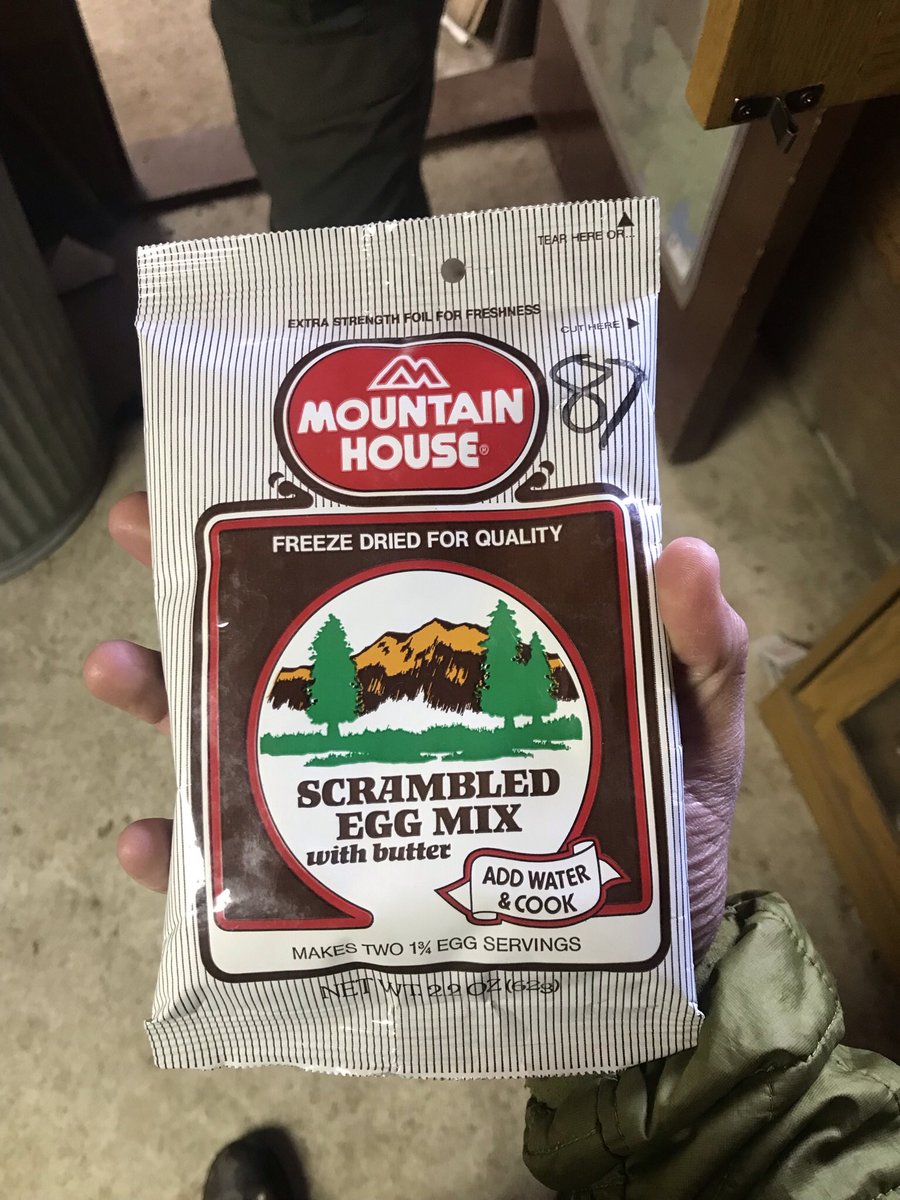 TEAR HERE OR...
EXTRA STRENGTH FOIL FOR FRESHNESS
CUT HERE
87
MOUNTAIN
HOUSE®
FREEZE DRIED FOR QUALITY
SCRAMBLED
EGG MIX
with butter
ADD WATER
& COOK
MAKES TWO 1¾ EGG SERVINGS
NET WT. 2.2 OZ (62g)